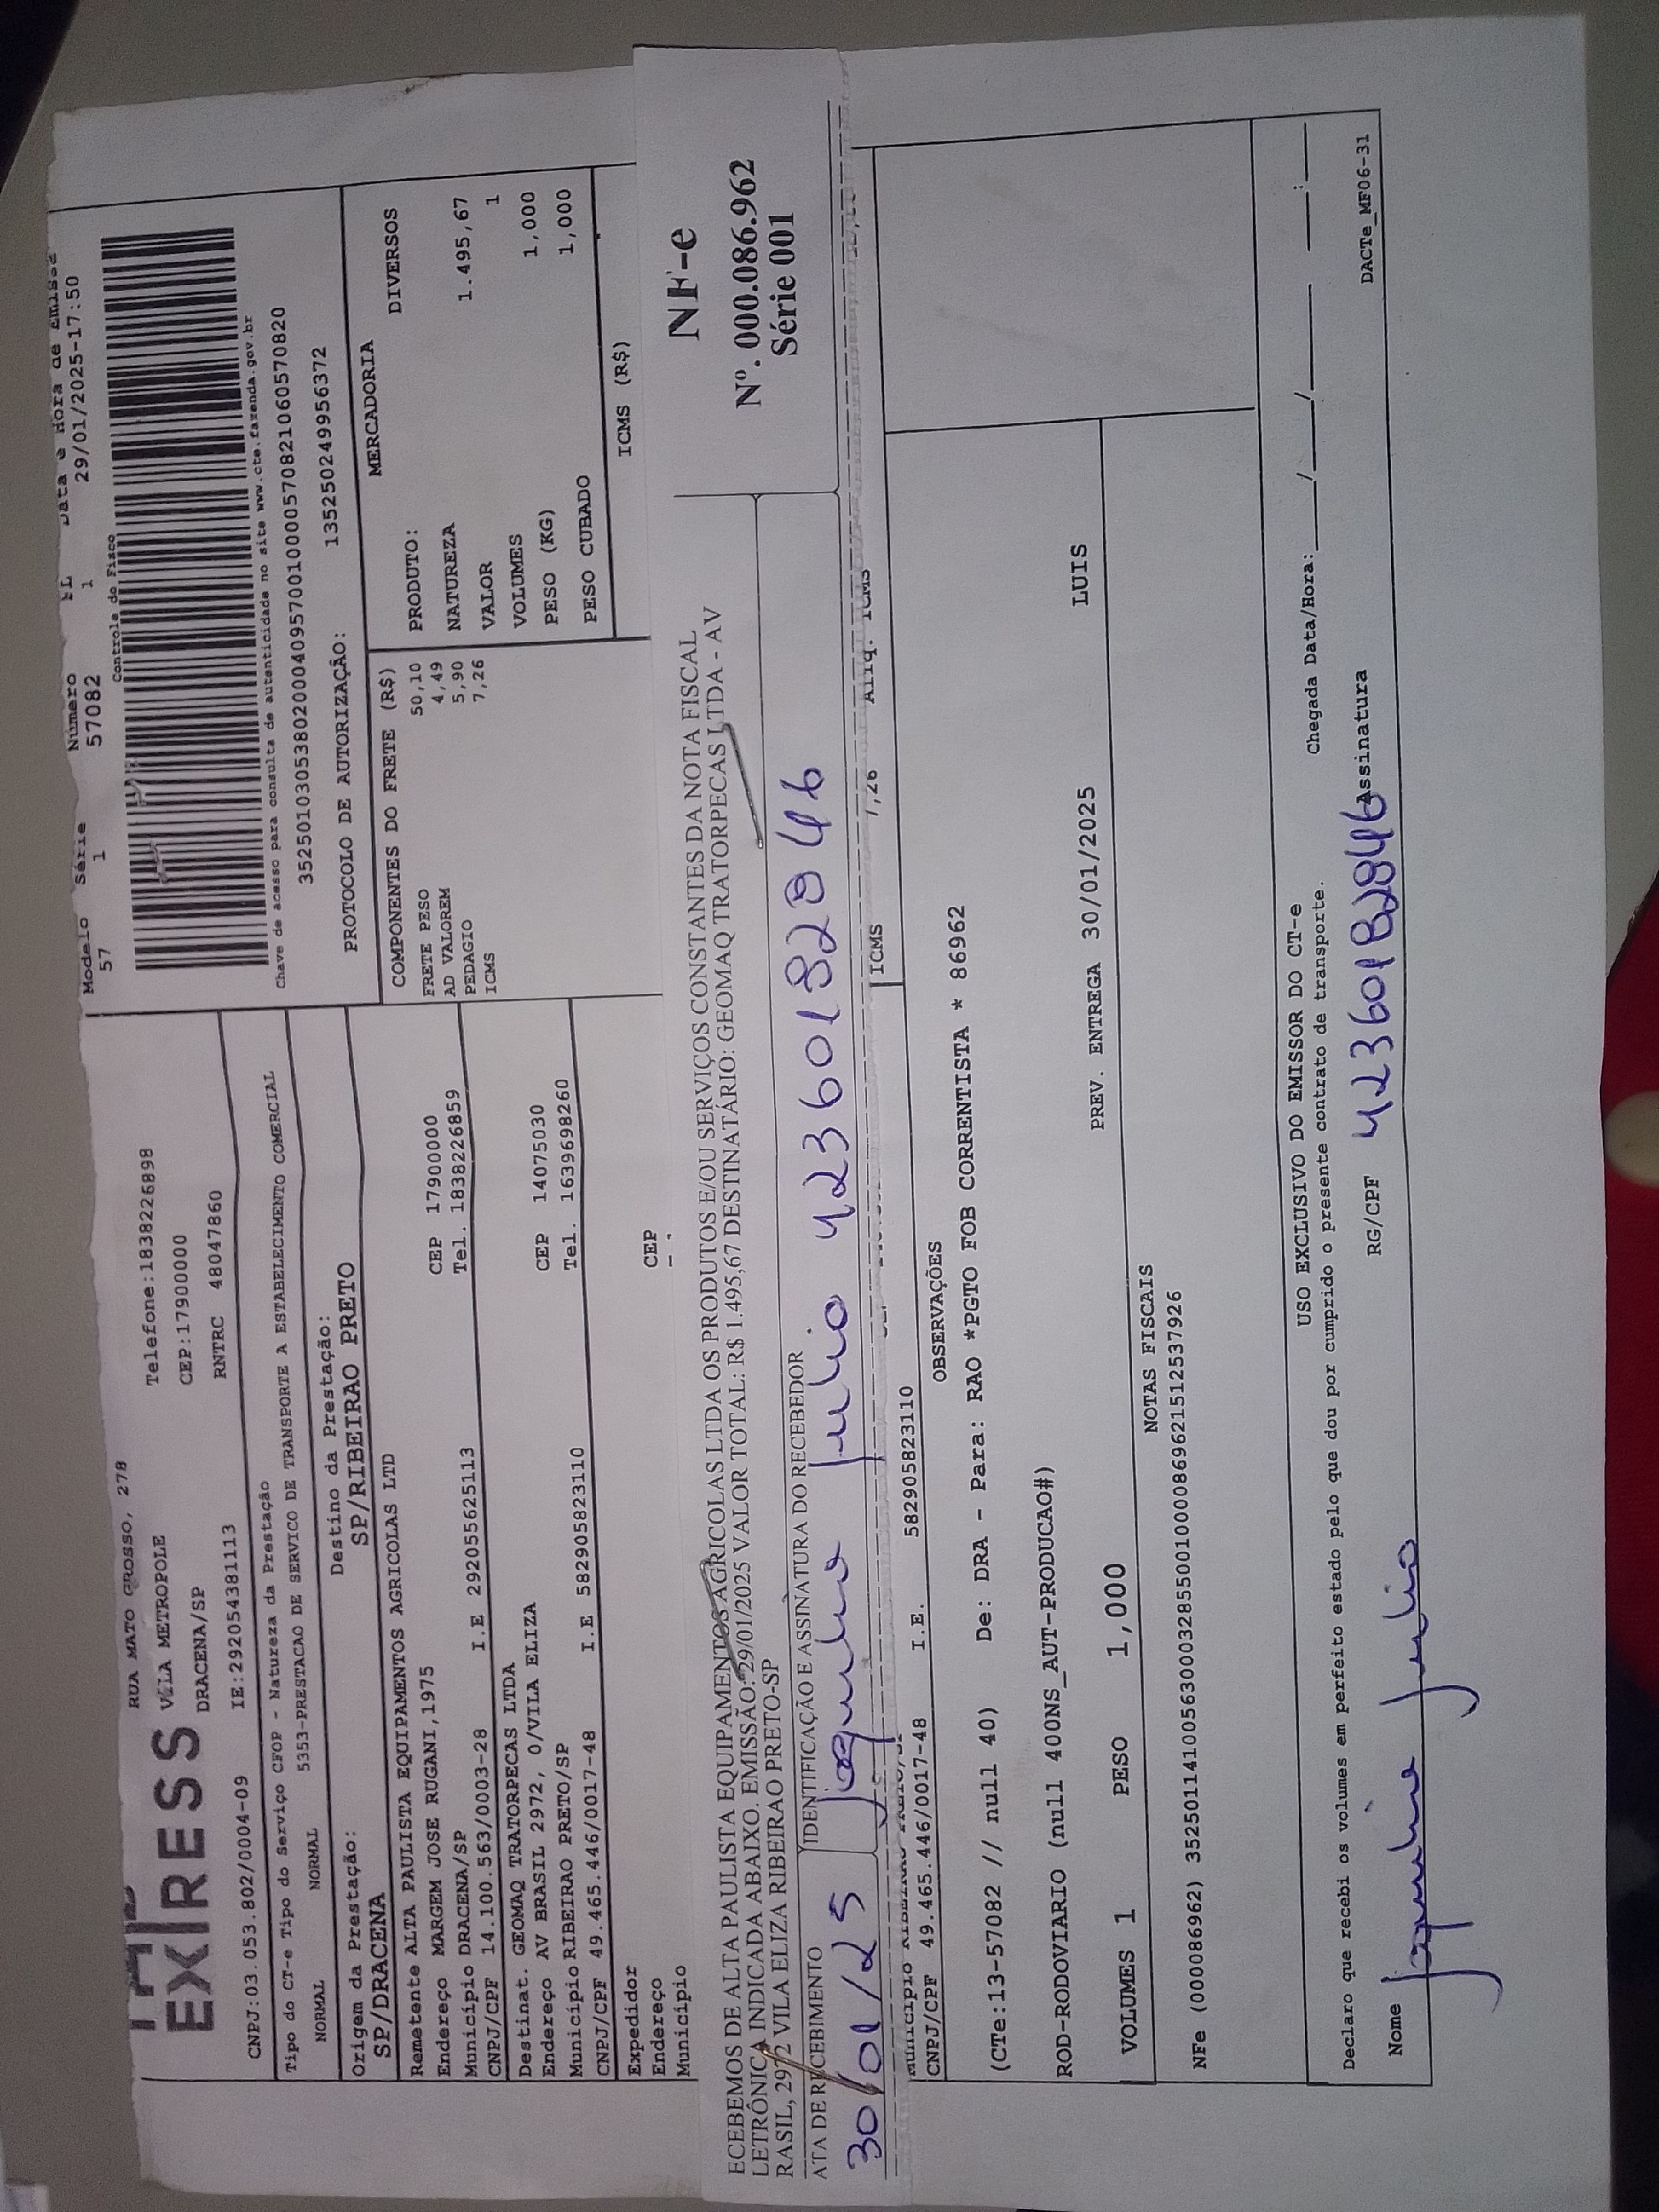 EXPRESS
RUA MATO GROSSO, 278
VILA METROPOLE
DRACENA/SP
Telefone:1838226898
CEP:17900000
CNPJ:03.053.802/0004-09
IE:292054381113
RNTRC 48047860
Modelo Série Número FL Data e Hora de Emissã
57 1 57082 1 29/01/2025-17:50
Controle do Fisco
Chave de acesso para consulta de autenticidade no site www.cte.fazenda.gov.br
35250103053802000409570010000570821060570820
PROTOCOLO DE AUTORIZAÇÃO: 135250249956372
Tipo do CT-e Tipo do Serviço CFOP - Natureza da Prestação
NORMAL NORMAL 5353-PRESTACAO DE SERVICO DE TRANSPORTE A ESTABELECIMENTO COMERCIAL
Origem da Prestação: Destino da Prestação:
SP/DRACENA SP/RIBEIRAO PRETO
Remetente ALTA PAULISTA EQUIPAMENTOS AGRICOLAS LTD
Endereço MARGEM JOSE RUGANI,1975 CEP 17900000
Município DRACENA/SP Tel. 1838226859
CNPJ/CPF 14.100.563/0003-28 I.E 292055625113
Destinat. GEOMAQ TRATORPECAS LTDA
Endereço AV BRASIL 2972, 0/VILA ELIZA CEP 14075030
Município RIBEIRAO PRETO/SP Tel. 1639698260
CNPJ/CPF 49.465.446/0017-48 I.E 582905823110
Expedidor
Endereço CEP
Município
COMPONENTES DO FRETE (R$)
FRETE PESO 50,10
AD VALOREM 4,49
PEDAGIO 5,90
ICMS 7,26
MERCADORIA
PRODUTO: DIVERSOS
NATUREZA
VALOR 1.495,67
VOLUMES 1
PESO (KG) 1,000
PESO CUBADO 1,000
ICMS (R$)
ECEBEMOS DE ALTA PAULISTA EQUIPAMENTOS AGRICOLAS LTDA OS PRODUTOS E/OU SERVIÇOS CONSTANTES DA NOTA FISCAL
LETRÔNICA INDICADA ABAIXO. EMISSÃO: 29/01/2025 VALOR TOTAL: R$ 1.495,67 DESTINATÁRIO: GEOMAQ TRATORPECAS LTDA - AV
RASIL, 2972 VILA ELIZA RIBEIRAO PRETO-SP
ATA DE RECEBIMENTO IDENTIFICAÇÃO E ASSINATURA DO RECEBEDOR
30/01/25 Julio 42360182846
NF-e
Nº. 000.086.962
Série 001
7,26 Aliq. ICMS
CNPJ/CPF 49.465.446/0017-48 I.E. 582905823110 ICMS
OBSERVAÇÕES
(CTe:13-57082 // null 40) De: DRA - Para: RAO *PGTO FOB CORRENTISTA * 86962
ROD-RODOVIARIO (null 400NS_AUT-PRODUCAO#)
PREV. ENTREGA 30/01/2025 LUIS
VOLUMES 1 PESO 1,000
NOTAS FISCAIS
NFe (00086962) 35250114100563000328550010000869621515125 37926
USO EXCLUSIVO DO EMISSOR DO CT-e
Declaro que recebi os volumes em perfeito estado pelo que dou por cumprido o presente contrato de transporte.
Chegada Data/Hora: ____/____/____ ____:____
Nome Julio RG/CPF 42360182846 Assinatura
DACTe_MF06-31